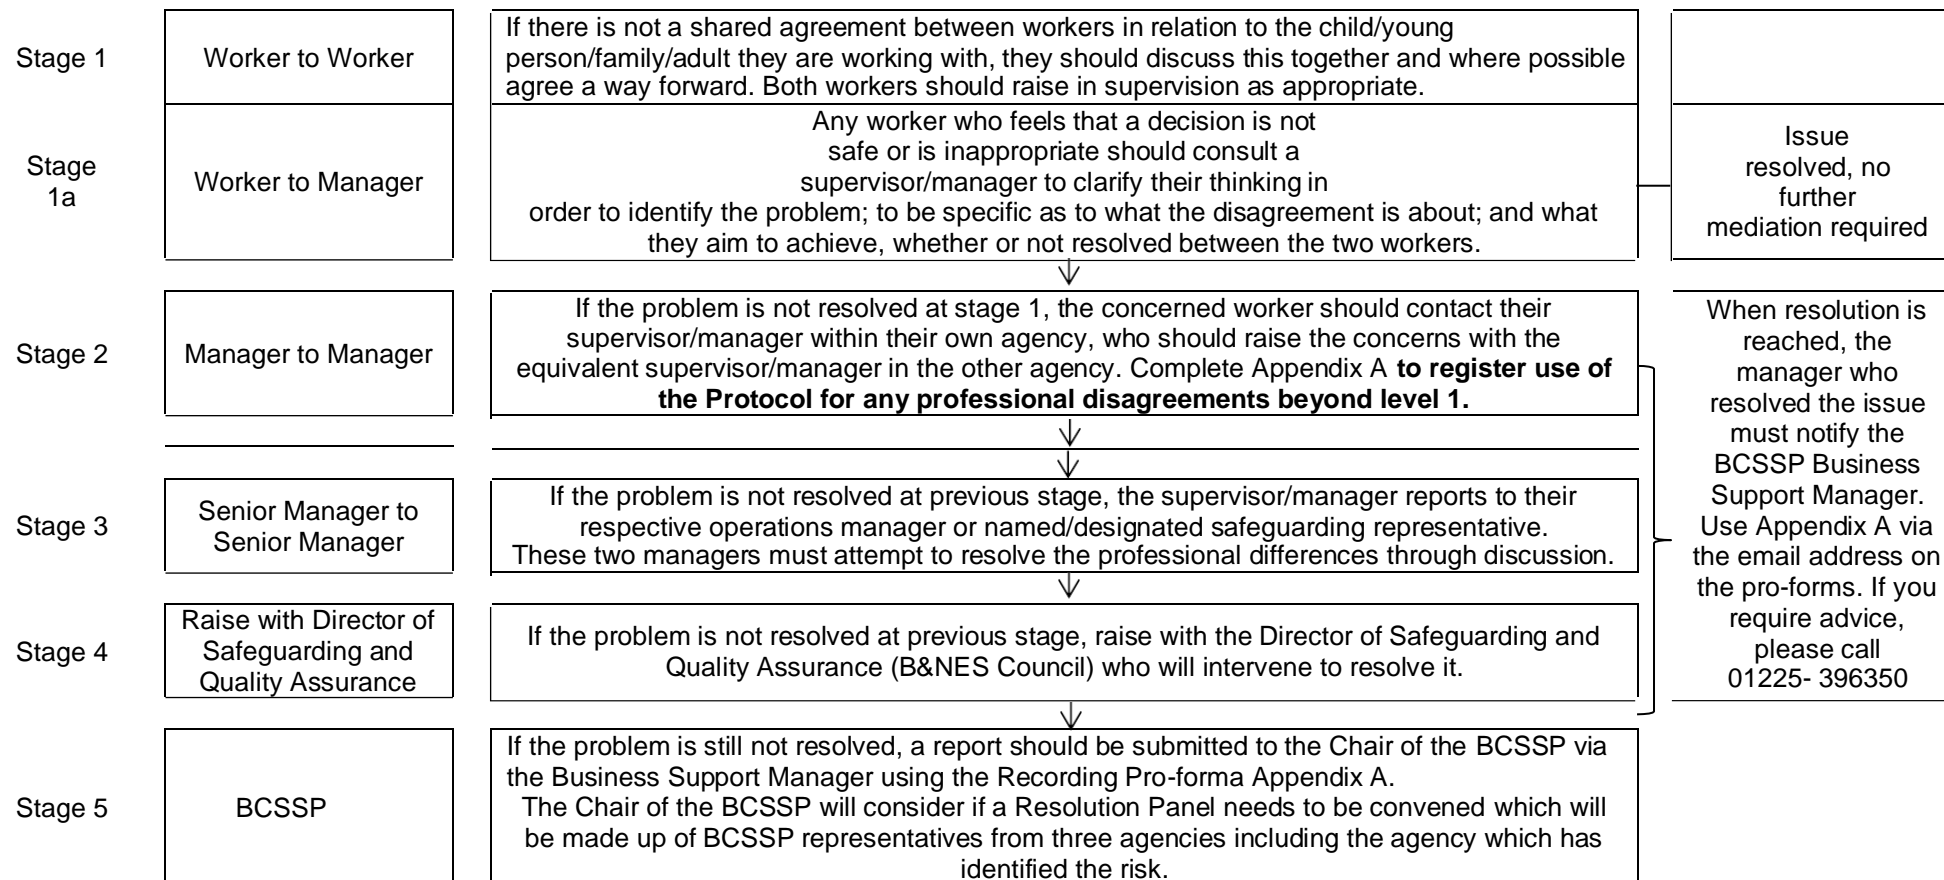 Stage 1
Worker to Worker
If there is not a shared agreement between workers in relation to the child/young
person/family/adult they are working with, they should discuss this together and where possible
agree a way forward. Both workers should raise in supervision as appropriate.
Stage
1a
Worker to Manager
Any worker who feels that a decision is not
safe or is inappropriate should consult a
supervisor/manager to clarify their thinking in
order to identify the problem; to be specific as to what the disagreement is about; and what
they aim to achieve, whether or not resolved between the two workers.
Issue
resolved, no
further
mediation required
Stage 2
Manager to Manager
If the problem is not resolved at stage 1, the concerned worker should contact their
supervisor/manager within their own agency, who should raise the concerns with the
equivalent supervisor/manager in the other agency. Complete Appendix A to register use of
the Protocol for any professional disagreements beyond level 1.
Stage 3
Senior Manager to
Senior Manager
If the problem is not resolved at previous stage, the supervisor/manager reports to their
respective operations manager or named/designated safeguarding representative.
These two managers must attempt to resolve the professional differences through discussion.
When resolution is
reached, the
manager who
resolved the issue
must notify the
BCSSP Business
Support Manager.
Use Appendix A via
the email address on
the pro-forms. If you
require advice,
please call
01225- 396350
Stage 4
Raise with Director of
Safeguarding and
Quality Assurance
If the problem is not resolved at previous stage, raise with the Director of Safeguarding and
Quality Assurance (B&NES Council) who will intervene to resolve it.
Stage 5
BCSSP
If the problem is still not resolved, a report should be submitted to the Chair of the BCSSP via
the Business Support Manager using the Recording Pro-forma Appendix A.
The Chair of the BCSSP will consider if a Resolution Panel needs to be convened which will
be made up of BCSSP representatives from three agencies including the agency which has
identified the risk.